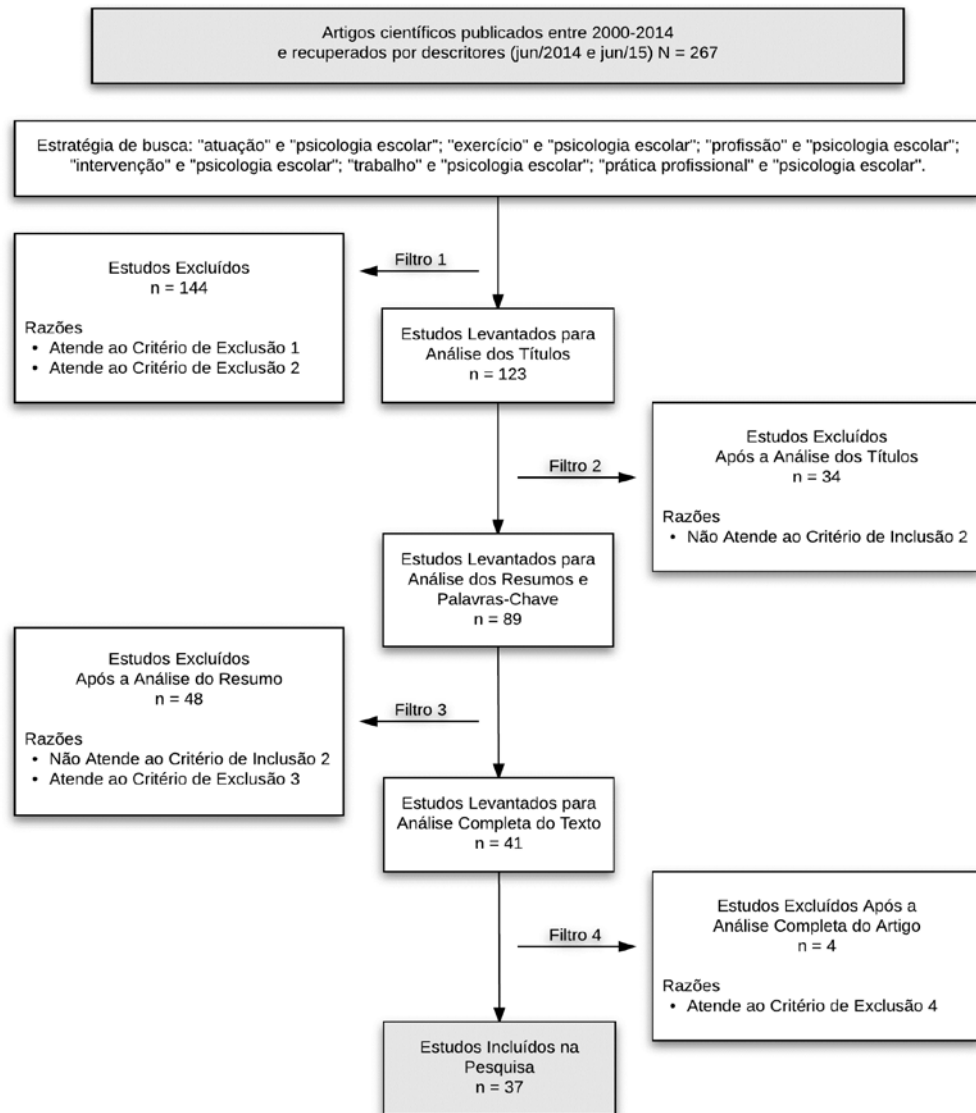 Artigos científicos publicados entre 2000-2014
e recuperados por descritores (jun/2014 e jun/15) N = 267
Estratégia de busca: "atuação" e "psicologia escolar"; "exercício" e "psicologia escolar"; "profissão" e "psicologia escolar";
"intervenção" e "psicologia escolar"; "trabalho" e "psicologia escolar"; "prática profissional" e "psicologia escolar".
Filtro 1
Estudos Excluídos
n = 144
Razões
• Atende ao Critério de Exclusão 1
• Atende ao Critério de Exclusão 2
Estudos Levantados para
Análise dos Títulos
n = 123
Filtro 2
Estudos Excluídos
Após a Análise dos Títulos
n = 34
Razões
• Não Atende ao Critério de Inclusão 2
Estudos Levantados para
Análise dos Resumos e
Palavras-Chave
n = 89
Filtro 3
Estudos Excluídos
Após a Análise do Resumo
n = 48
Razões
• Não Atende ao Critério de Inclusão 2
• Atende ao Critério de Exclusão 3
Estudos Levantados para
Análise Completa do Texto
n = 41
Filtro 4
Estudos Excluídos Após a
Análise Completa do Artigo
n = 4
Razões
• Atende ao Critério de Exclusão 4
Estudos Incluídos na
Pesquisa
n = 37